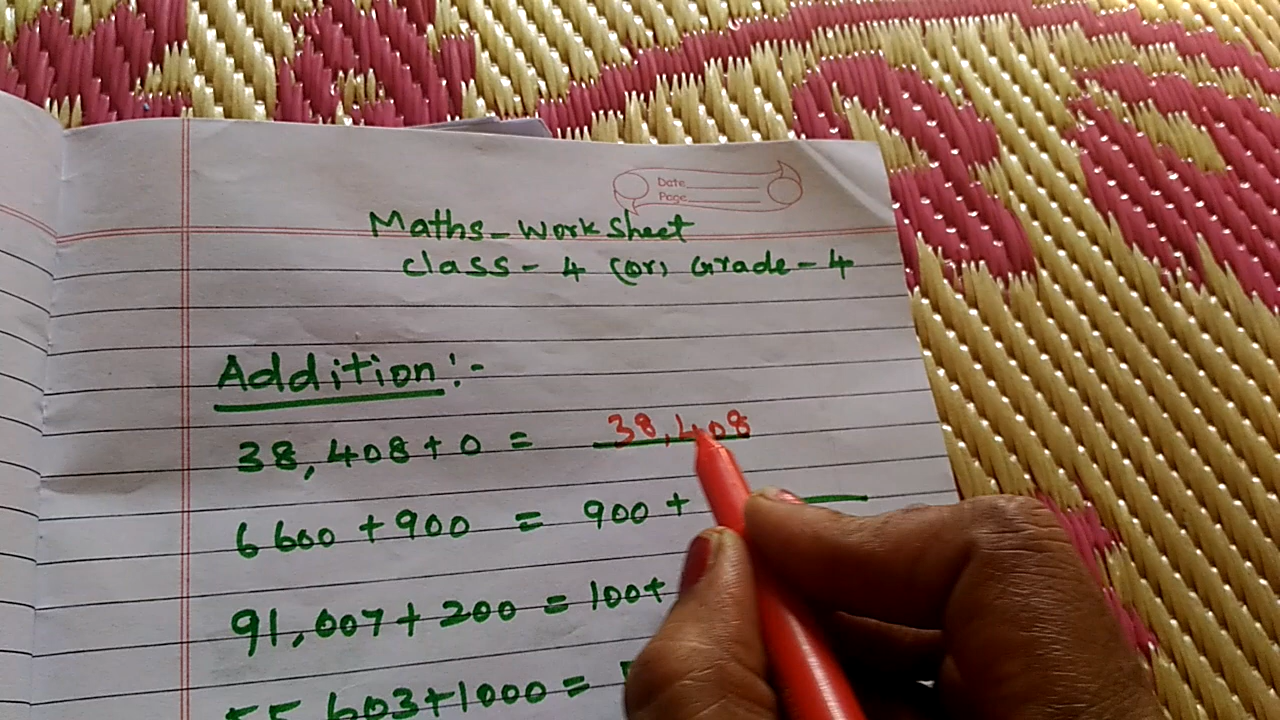 Date
Page
Maths-Work Sheet
Class - 4 (or) Grade - 4
Addition :-
38,408 + 0 = 38,408
6600 + 900 = 900 +
91,007 + 200 = 100 +
55,603 + 1000 =